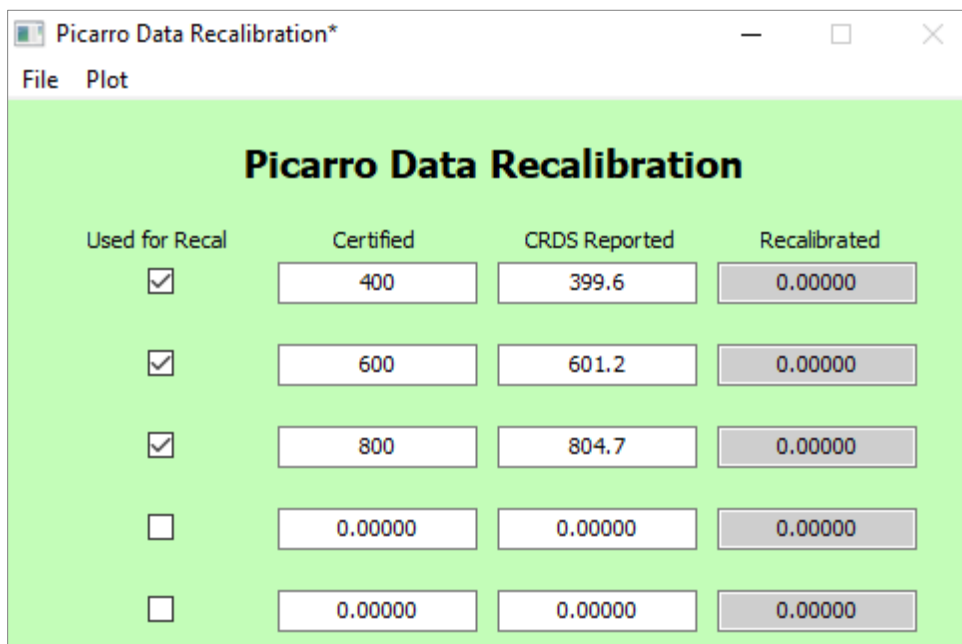 Picarro Data Recalibration*
File Plot
Picarro Data Recalibration
Used for Recal Certified CRDS Reported Recalibrated
400 399.6 0.00000
600 601.2 0.00000
800 804.7 0.00000
0.00000 0.00000 0.00000
0.00000 0.00000 0.00000